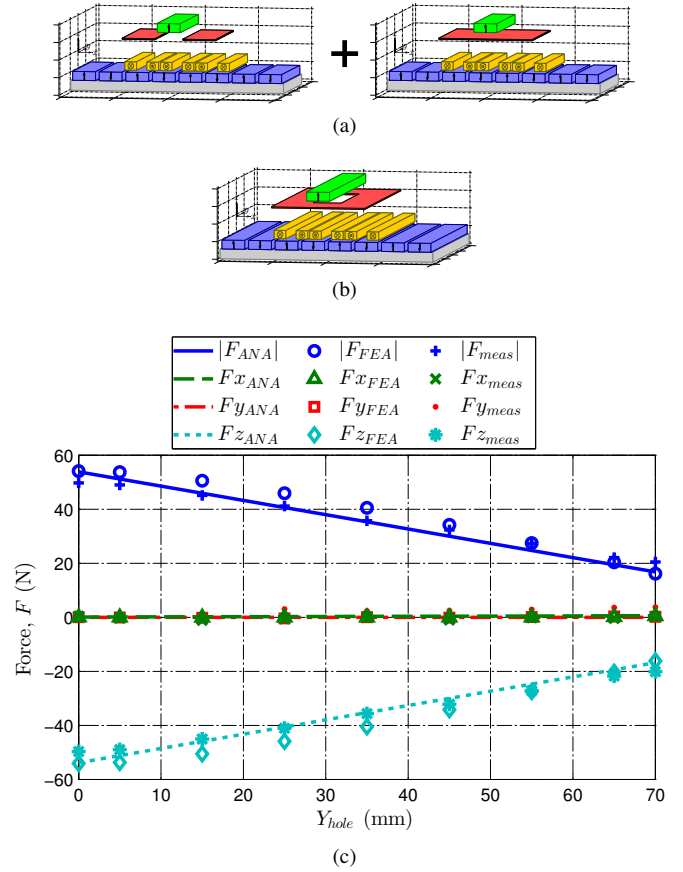 +
(a)
(b)
|F_ANA| |F_FEA| |F_meas|
Fx_ANA Fx_FEA Fx_meas
Fy_ANA Fy_FEA Fy_meas
Fz_ANA Fz_FEA Fz_meas
60
40
20
0
−20
−40
−60
Force, F (N)
0 10 20 30 40 50 60 70
Y_hole (mm)
(c)